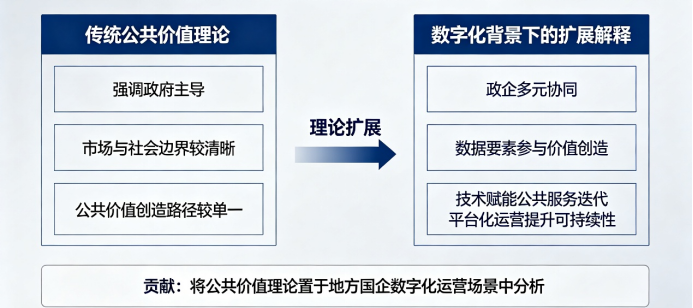 传统公共价值理论
强调政府主导
市场与社会边界较清晰
公共价值创造路径较单一
理论扩展
数字化背景下的扩展解释
政企多元协同
数据要素参与价值创造
技术赋能公共服务迭代
平台化运营提升可持续性
贡献：将公共价值理论置于地方国企数字化运营场景中分析